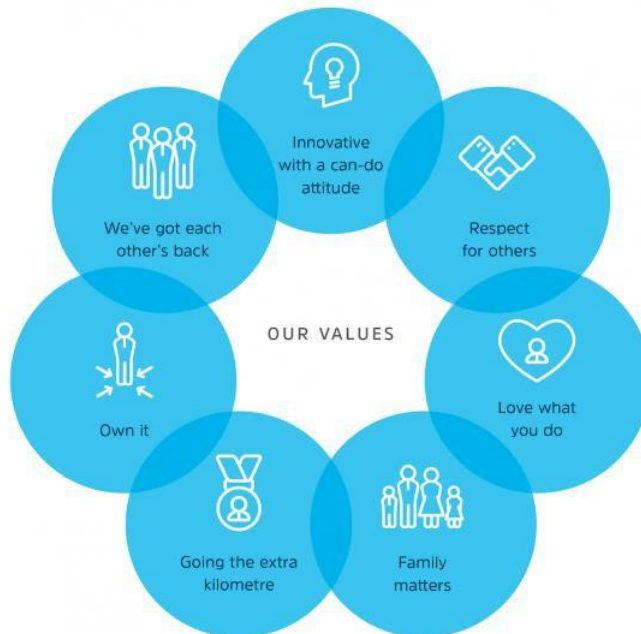 Innovative
with a can-do
attitude
Respect
for others
Love what
you do
Family
matters
Going the extra
kilometre
Own it
We've got each
other's back
OUR VALUES